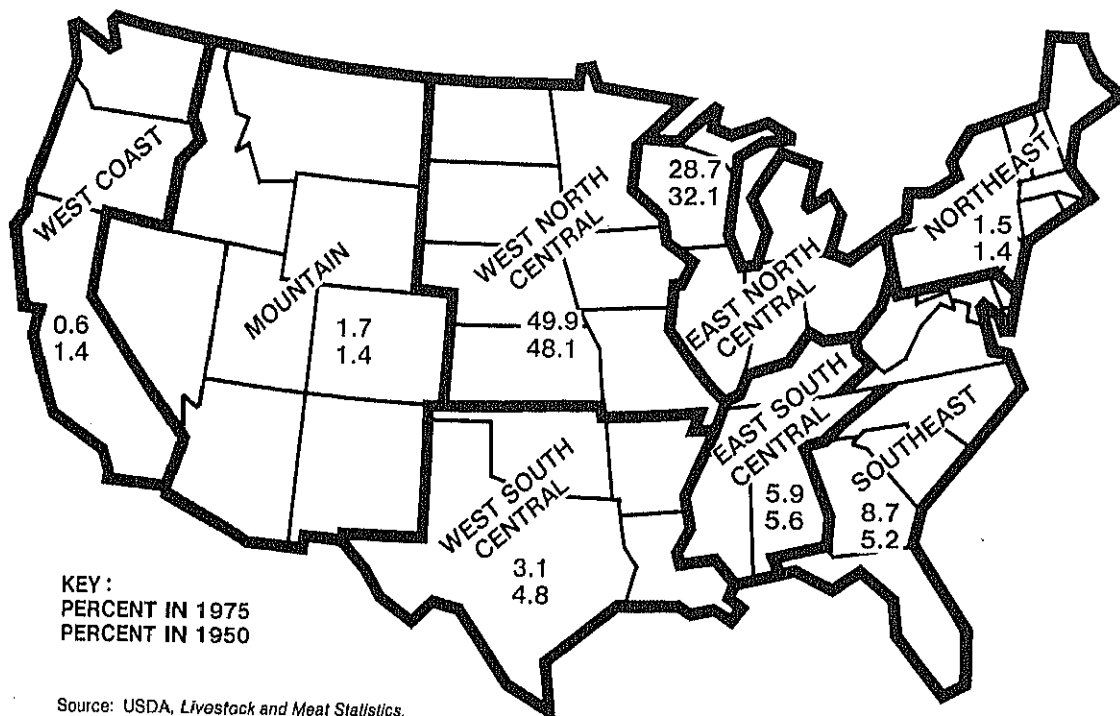 WEST COAST
0.6
1.4
MOUNTAIN
1.7
1.4
WEST NORTH
CENTRAL
49.9
48.1
28.7
32.1
EAST NORTH
CENTRAL
NORTHEAST
1.5
1.4
WEST SOUTH
CENTRAL
3.1
4.8
EAST SOUTH
CENTRAL
5.9
5.6
SOUTHEAST
8.7
5.2
KEY:
PERCENT IN 1975
PERCENT IN 1950
Source: USDA, Livestock and Meat Statistics.